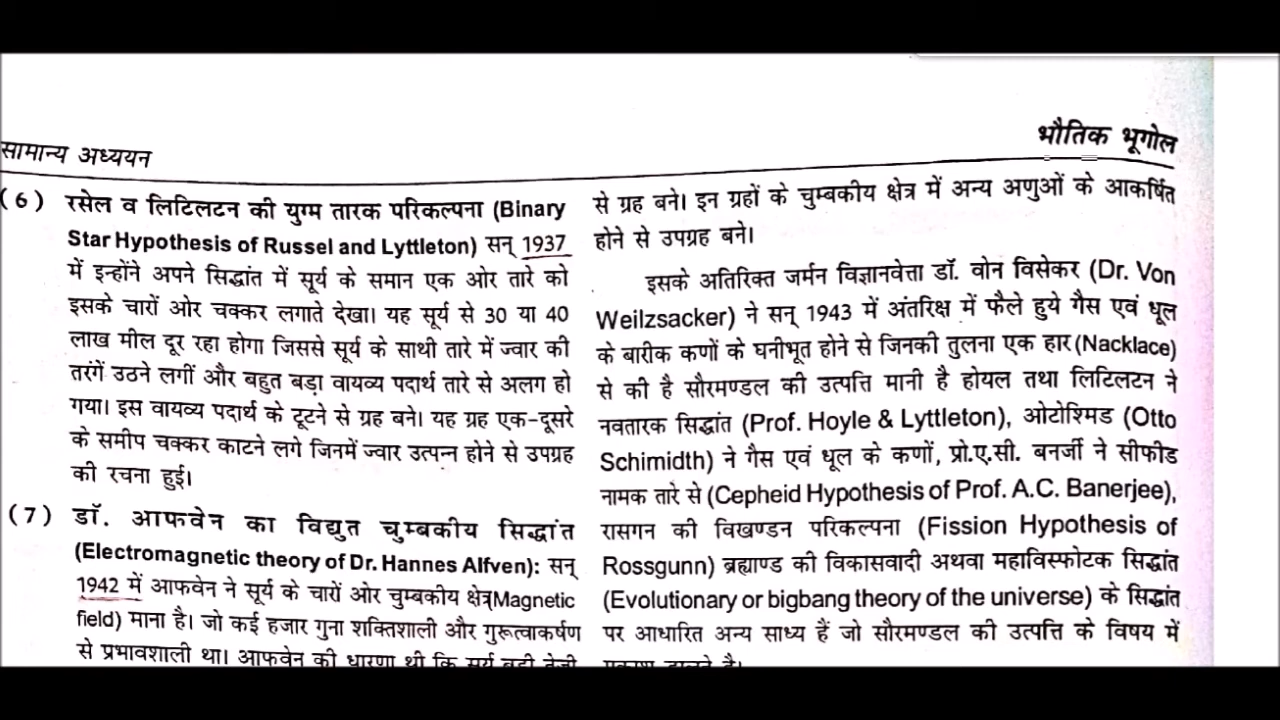 सामान्य अध्ययन
भौतिक भूगोल
(6) रसेल व लिटिलटन की युग्म तारक परिकल्पना (Binary
Star Hypothesis of Russel and Lyttleton) सन् 1937
में इन्होंने अपने सिद्धांत में सूर्य के समान एक ओर तारे को
इसके चारों ओर चक्कर लगाते देखा। यह सूर्य से 30 या 40
लाख मील दूर रहा होगा जिससे सूर्य के साथी तारे में ज्वार की
तरंगें उठने लगीं और बहुत बड़ा वायव्य पदार्थ तारे से अलग हो
गया। इस वायव्य पदार्थ के टूटने से ग्रह बने। यह ग्रह एक-दूसरे
के समीप चक्कर काटने लगे जिनमें ज्वार उत्पन्न होने से उपग्रह
की रचना हुई।
(7) डॉ. आफवेन का विद्युत चुम्बकीय सिद्धांत
(Electromagnetic theory of Dr. Hannes Alfven): सन्
1942 में आफवेन ने सूर्य के चारों ओर चुम्बकीय क्षेत्र(Magnetic
field) माना है। जो कई हजार गुना शक्तिशाली और गुरूत्वाकर्षण
से प्रभावशाली था। आफवेन की धारणा थी कि सूर्य बड़ी तेजी
से ग्रह बने। इन ग्रहों के चुम्बकीय क्षेत्र में अन्य अणुओं के आकर्षित
होने से उपग्रह बने।
इसके अतिरिक्त जर्मन विज्ञानवेत्ता डॉ. वोन विसेकर (Dr. Von
Weilzsacker) ने सन् 1943 में अंतरिक्ष में फैले हुये गैस एवं धूल
के बारीक कणों के घनीभूत होने से जिनकी तुलना एक हार (Nacklace)
से की है सौरमण्डल की उत्पत्ति मानी है होयल तथा लिटिलटन ने
नवतारक सिद्धांत (Prof. Hoyle & Lyttleton), ओटोश्मिड (Otto
Schimidth) ने गैस एवं धूल के कणों, प्रो.ए.सी. बनर्जी ने सीफीड
नामक तारे से (Cepheid Hypothesis of Prof. A.C. Banerjee),
रासगन की विखण्डन परिकल्पना (Fission Hypothesis of
Rossgunn) ब्रह्माण्ड की विकासवादी अथवा महाविस्फोटक सिद्धांत
(Evolutionary or bigbang theory of the universe) के सिद्धांत
पर आधारित अन्य साध्य हैं जो सौरमण्डल की उत्पत्ति के विषय में
प्रकाश डालते है।